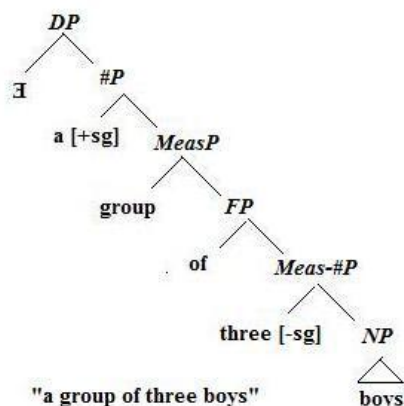 DP
∃ #P
a [+sg] MeasP
group FP
of Meas-#P
three [-sg] NP
"a group of three boys" boys